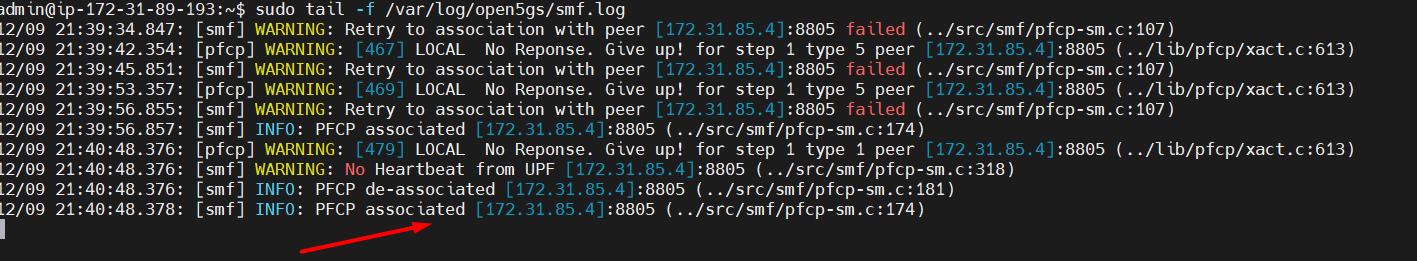 admin@ip-172-31-89-193:~$ sudo tail -f /var/log/open5gs/smf.log
12/09 21:39:34.847: [smf] WARNING: Retry to association with peer [172.31.85.4]:8805 failed (../src/smf/pfcp-sm.c:107)
12/09 21:39:42.354: [pfcp] WARNING: [467] LOCAL  No Reponse. Give up! for step 1 type 5 peer [172.31.85.4]:8805 (../lib/pfcp/xact.c:613)
12/09 21:39:45.851: [smf] WARNING: Retry to association with peer [172.31.85.4]:8805 failed (../src/smf/pfcp-sm.c:107)
12/09 21:39:53.357: [pfcp] WARNING: [469] LOCAL  No Reponse. Give up! for step 1 type 5 peer [172.31.85.4]:8805 (../lib/pfcp/xact.c:613)
12/09 21:39:56.855: [smf] WARNING: Retry to association with peer [172.31.85.4]:8805 failed (../src/smf/pfcp-sm.c:107)
12/09 21:39:56.857: [smf] INFO: PFCP associated [172.31.85.4]:8805 (../src/smf/pfcp-sm.c:174)
12/09 21:40:48.376: [pfcp] WARNING: [479] LOCAL  No Reponse. Give up! for step 1 type 1 peer [172.31.85.4]:8805 (../lib/pfcp/xact.c:613)
12/09 21:40:48.376: [smf] WARNING: No Heartbeat from UPF [172.31.85.4]:8805 (../src/smf/pfcp-sm.c:318)
12/09 21:40:48.376: [smf] INFO: PFCP de-associated [172.31.85.4]:8805 (../src/smf/pfcp-sm.c:181)
12/09 21:40:48.378: [smf] INFO: PFCP associated [172.31.85.4]:8805 (../src/smf/pfcp-sm.c:174)